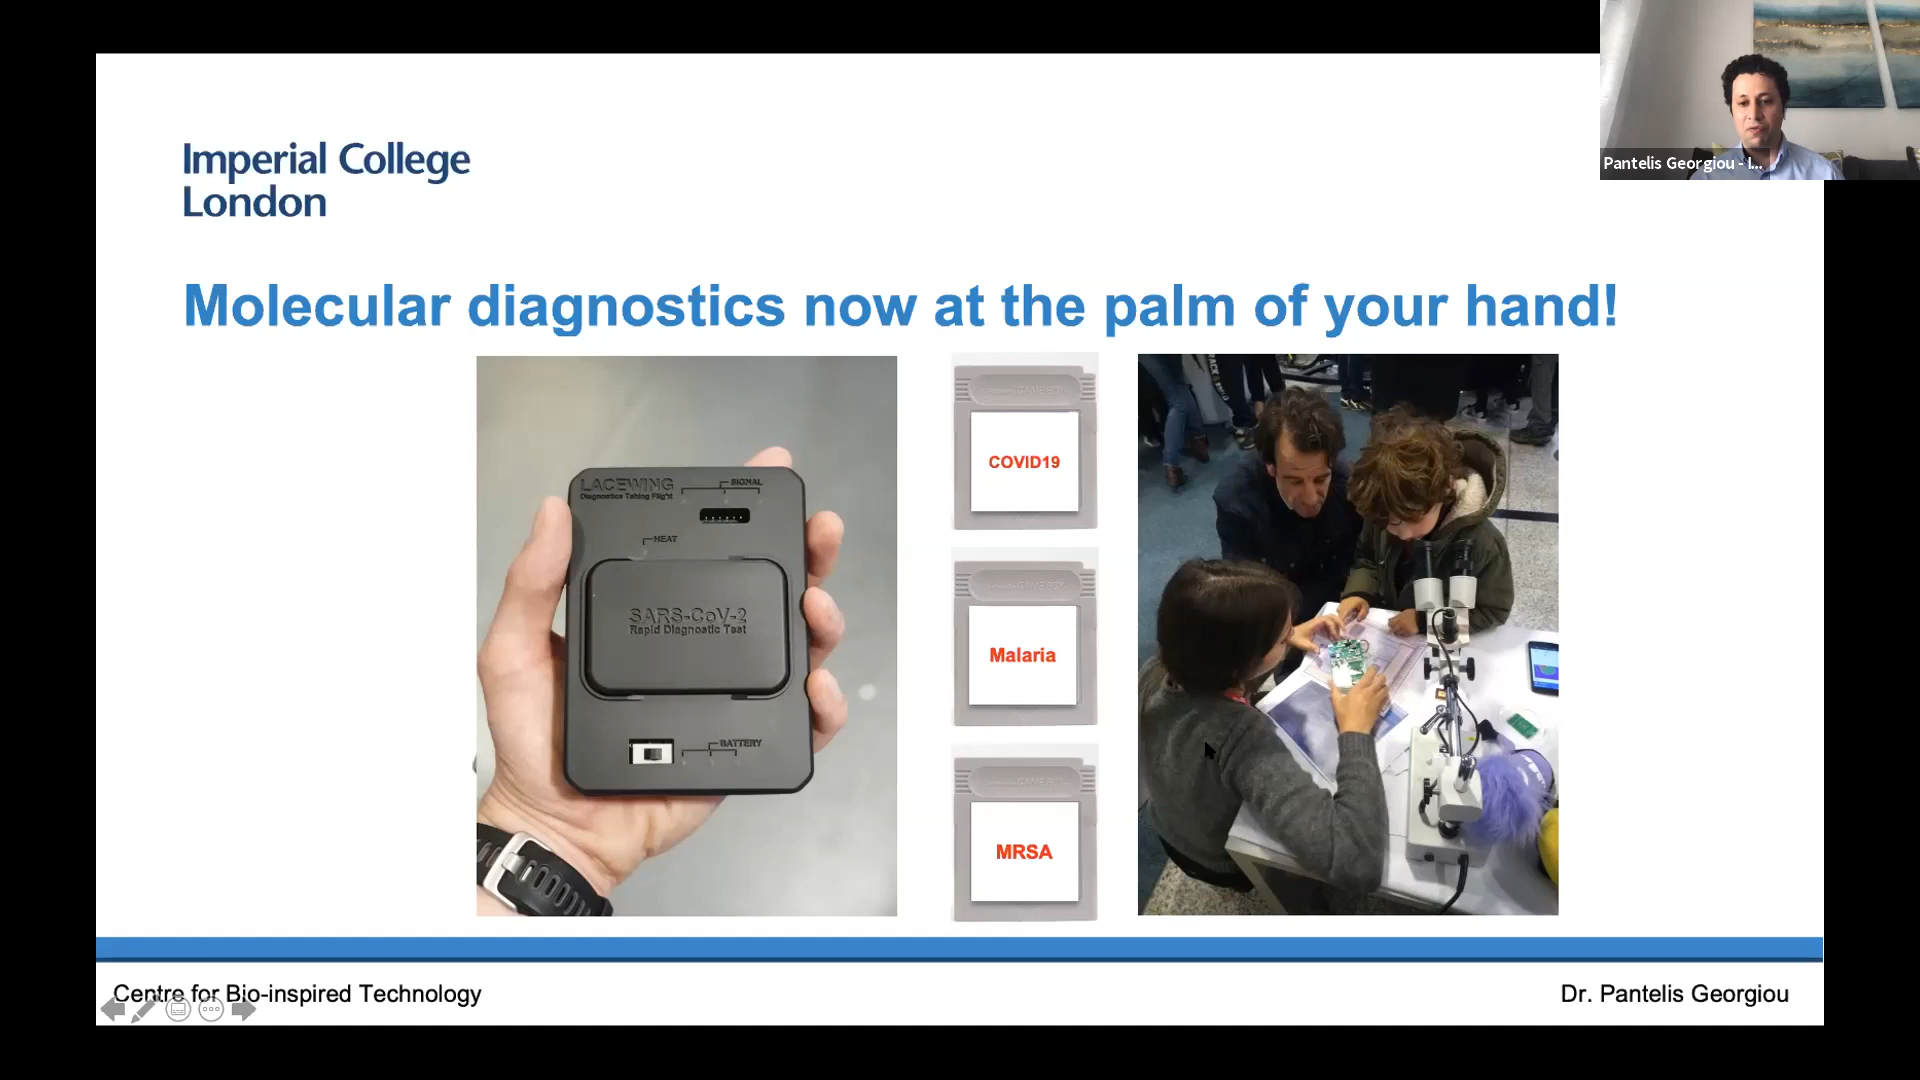 Pantelis Georgiou - I...
Imperial College
London
Molecular diagnostics now at the palm of your hand!
LACEWING
Diagnostics Taking Flight
SIGNAL
HEAT
SARS-CoV-2
Rapid Diagnostic Test
BATTERY
COVID19
Malaria
MRSA
Centre for Bio-inspired Technology
Dr. Pantelis Georgiou